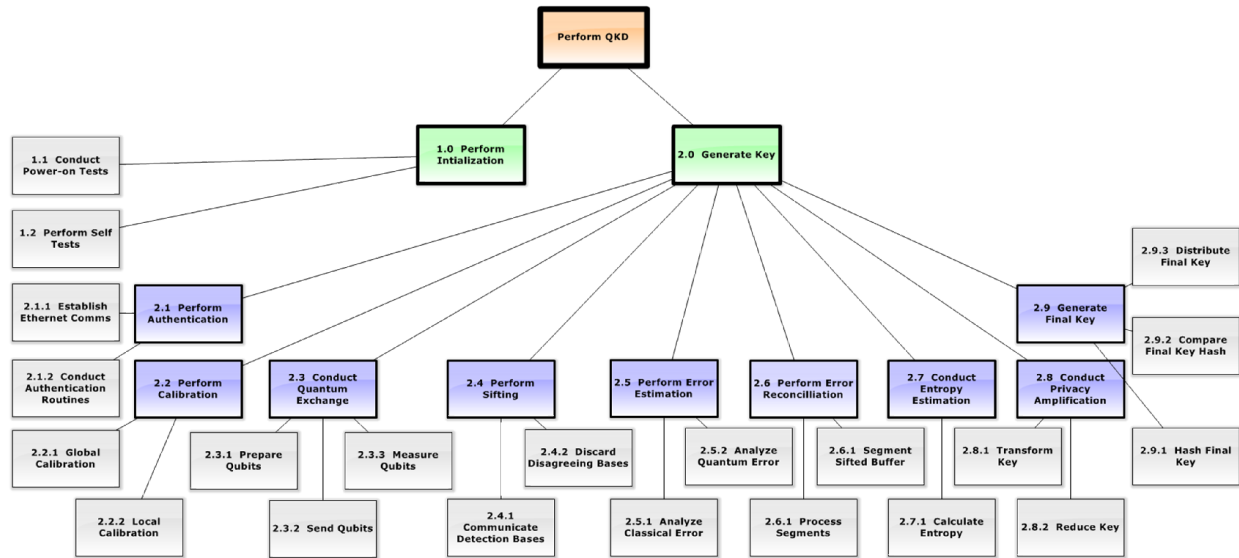 Perform QKD
1.0 Perform
Intialization
2.0 Generate Key
1.1 Conduct
Power-on Tests
1.2 Perform Self
Tests
2.1.1 Establish
Ethernet Comms
2.1 Perform
Authentication
2.1.2 Conduct
Authentication
Routines
2.2 Perform
Calibration
2.2.1 Global
Calibration
2.2.2 Local
Calibration
2.3 Conduct
Quantum
Exchange
2.3.1 Prepare
Qubits
2.3.3 Measure
Qubits
2.3.2 Send Qubits
2.4 Perform
Sifting
2.4.2 Discard
Disagreeing Bases
2.4.1
Communicate
Detection Bases
2.5 Perform Error
Estimation
2.5.2 Analyze
Quantum Error
2.5.1 Analyze
Classical Error
2.6 Perform Error
Reconcilliation
2.6.1 Segment
Sifted Buffer
2.6.1 Process
Segments
2.7 Conduct
Entropy
Estimation
2.7.1 Calculate
Entropy
2.8 Conduct
Privacy
Amplification
2.8.1 Transform
Key
2.8.2 Reduce Key
2.9 Generate
Final Key
2.9.3 Distribute
Final Key
2.9.2 Compare
Final Key Hash
2.9.1 Hash Final
Key